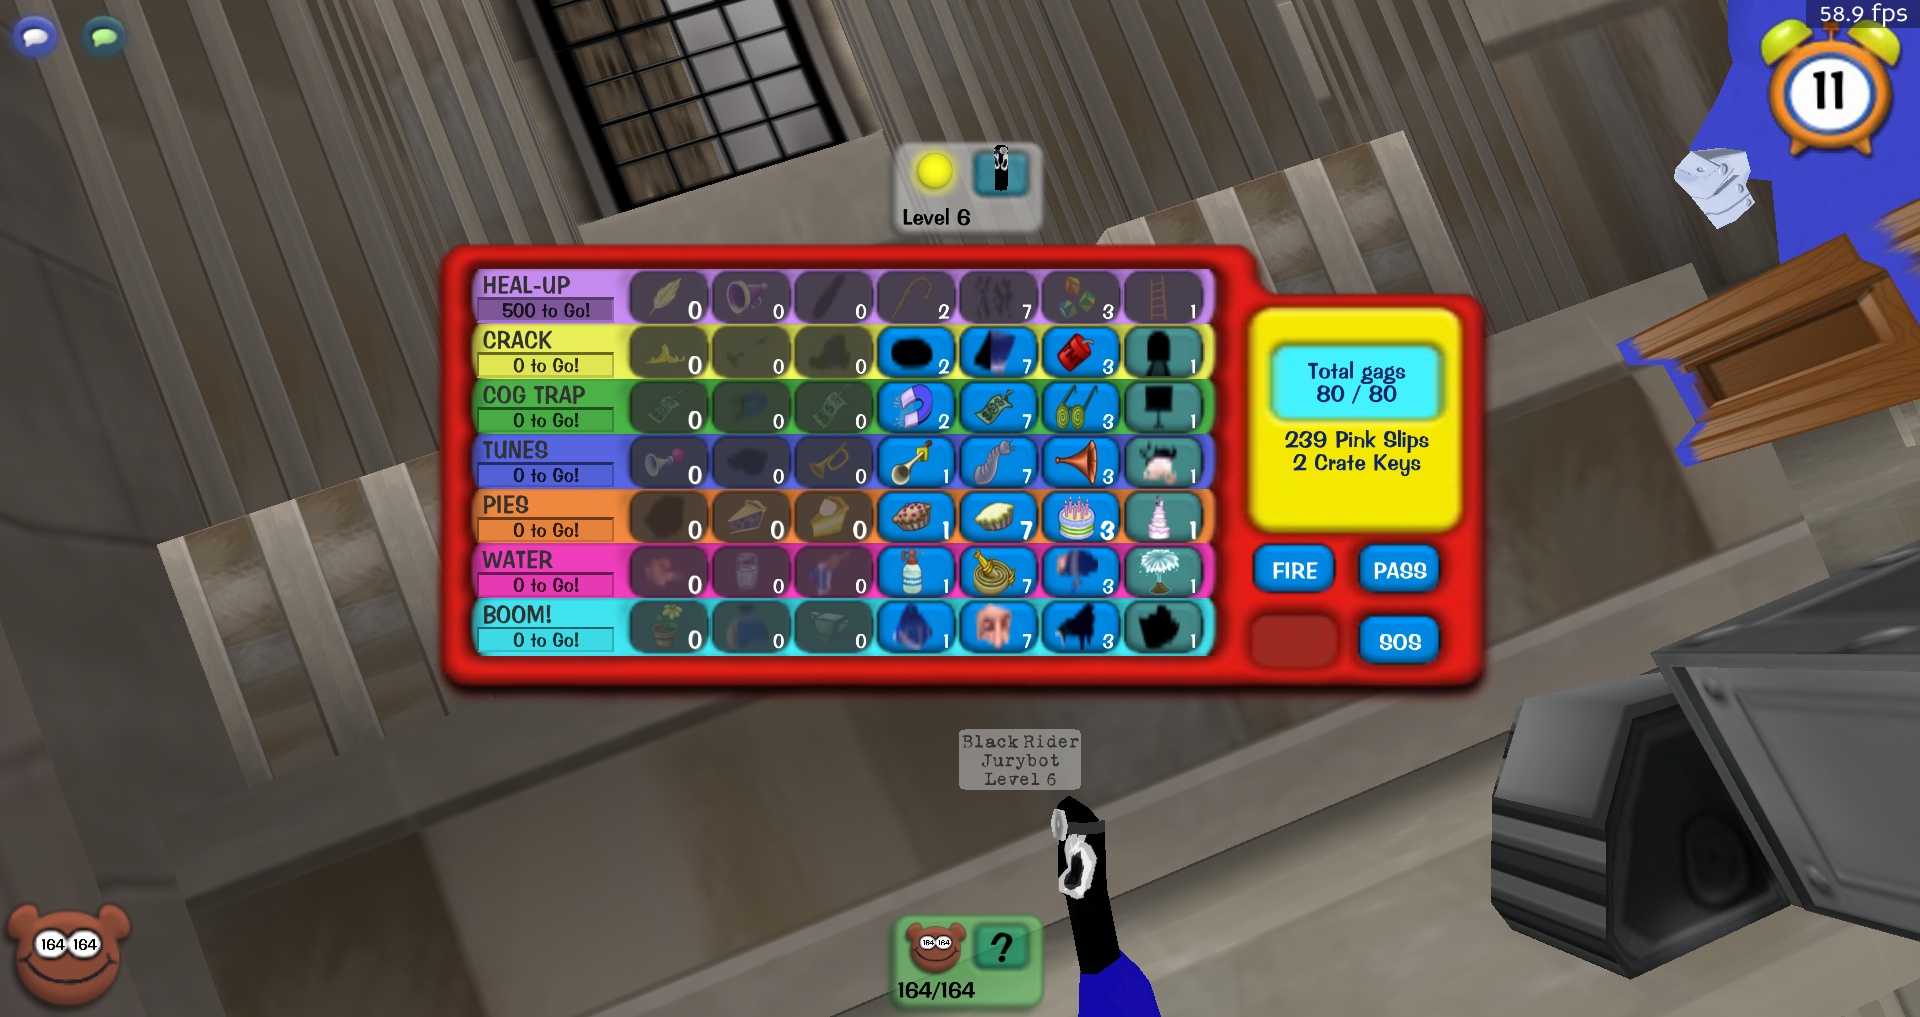 58.9 fps
11
Level 6
HEAL-UP
500 to Go!
0 0 0 2 7 3 1
CRACK
0 to Go!
0 0 0 2 7 3 1
COG TRAP
0 to Go!
0 0 0 2 7 3 1
TUNES
0 to Go!
0 0 0 1 7 3 1
PIES
0 to Go!
0 0 0 1 7 3 1
WATER
0 to Go!
0 0 0 1 7 3 1
BOOM!
0 to Go!
0 0 0 1 7 3 1
Total gags
80 / 80
239 Pink Slips
2 Crate Keys
FIRE PASS
SOS
Black Rider
Jurybot
Level 6
164 164
164 164
?
164/164